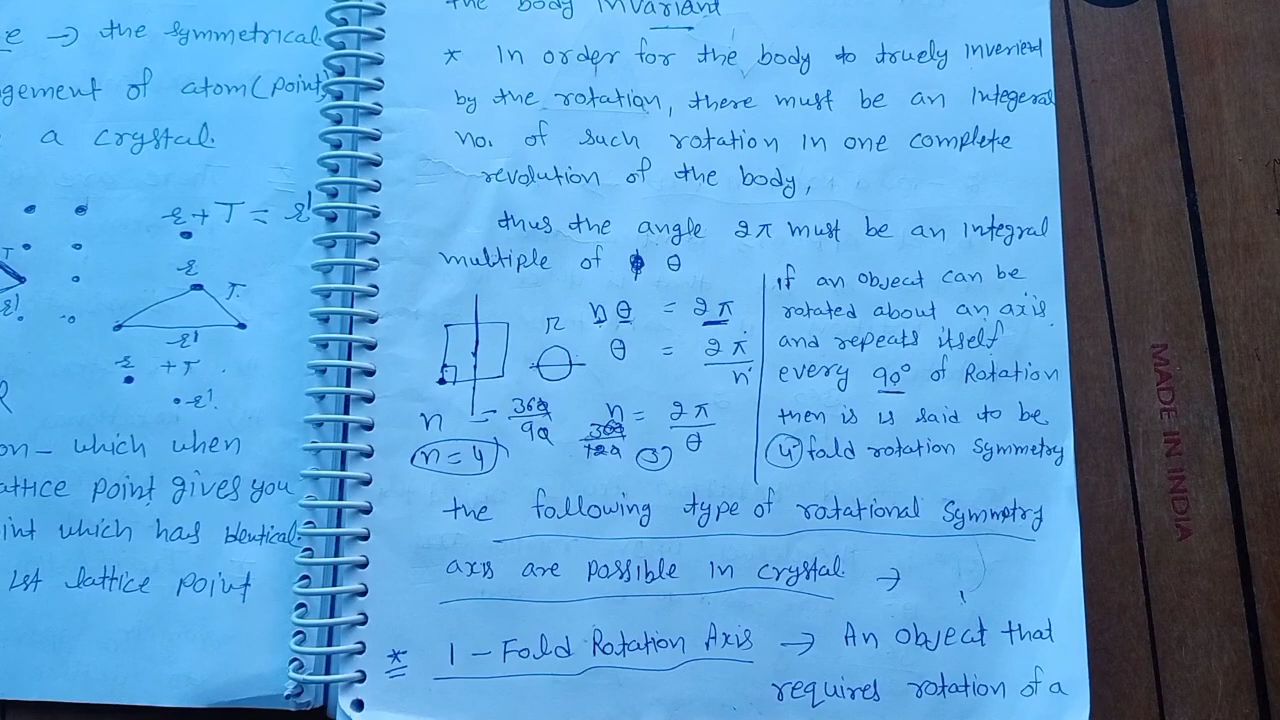 e → the symmetrical
gement of atom (point)
a crystal.
r + T = r'
T
r'
r
T.
r'
r + T
. r'
on - which when
attice point gives you
int which has identical
1st lattice point
the body invariant
* In order for the body to truely inveried
by the rotation, there must be an integeral
no. of such rotation in one complete
revolution of the body,
thus the angle 2π must be an integral
multiple of θ
nθ = 2π
θ = 2π/n
n = 360/90
n = 4
n = 2π/θ
360/120 (3)
if an object can be
rotated about an axis
and repeats itself
every 90° of Rotation
then is is said to be
(4) fold rotation symmetry
the following type of rotational symmetry
axis are possible in crystal. →
* 1 - Fold Rotation Axis → An object that
requires rotation of a
MADE IN INDIA